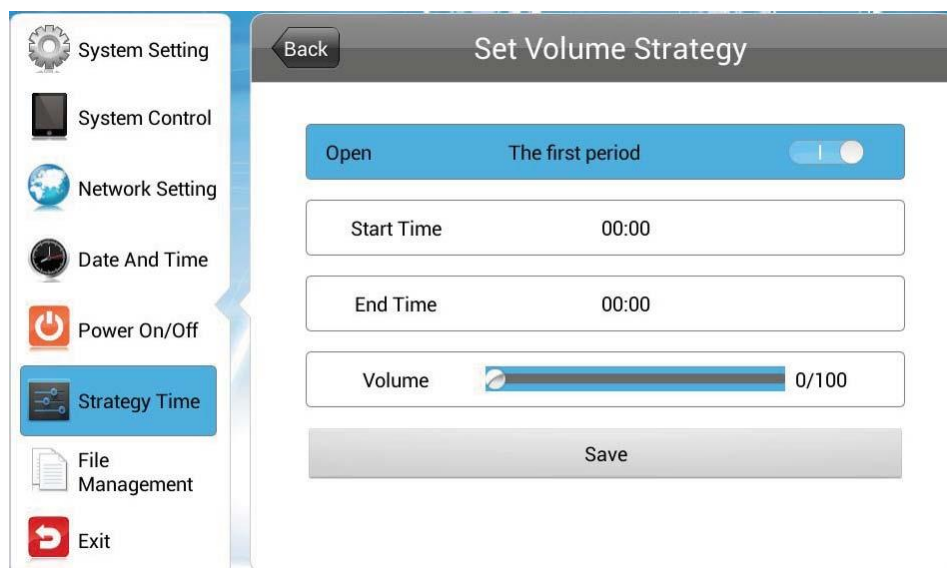 System Setting
System Control
Network Setting
Date And Time
Power On/Off
Strategy Time
File
Management
Exit
Back
Set Volume Strategy
Open The first period
Start Time 00:00
End Time 00:00
Volume 0/100
Save